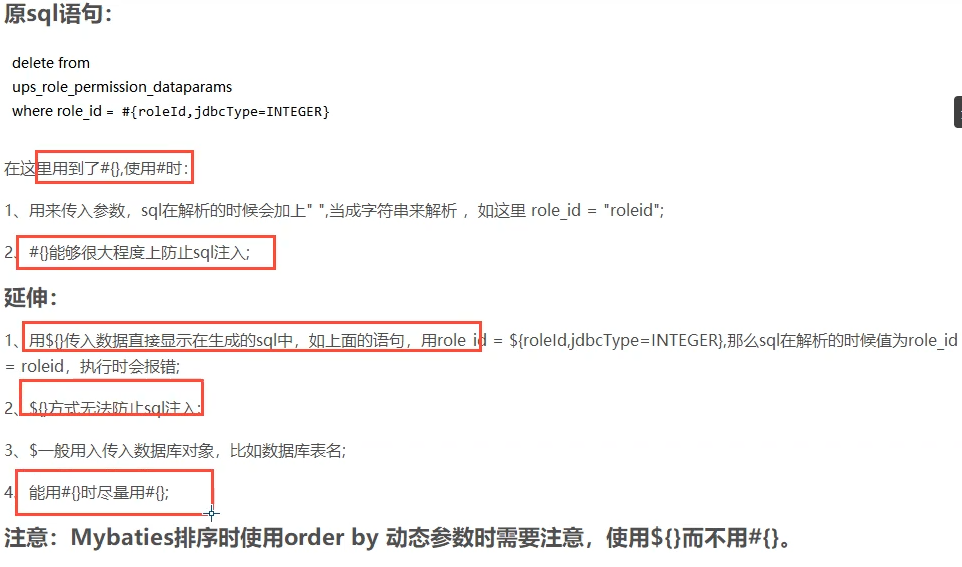 原sql语句：
delete from
ups_role_permission_dataparams
where role_id = #{roleId,jdbcType=INTEGER}
在这里用到了#{},使用#时：
1、用来传入参数，sql在解析的时候会加上" ",当成字符串来解析 ，如这里 role_id = "roleid";
2、#{}能够很大程度上防止sql注入;
延伸：
1、用${}传入数据直接显示在生成的sql中，如上面的语句，用role_id = ${roleId,jdbcType=INTEGER},那么sql在解析的时候值为role_id
= roleid，执行时会报错;
2、${}方式无法防止sql注入;
3、$一般用入传入数据库对象，比如数据库表名;
4、能用#{}时尽量用#{};
注意：Mybaties排序时使用order by 动态参数时需要注意，使用${}而不用#{}。